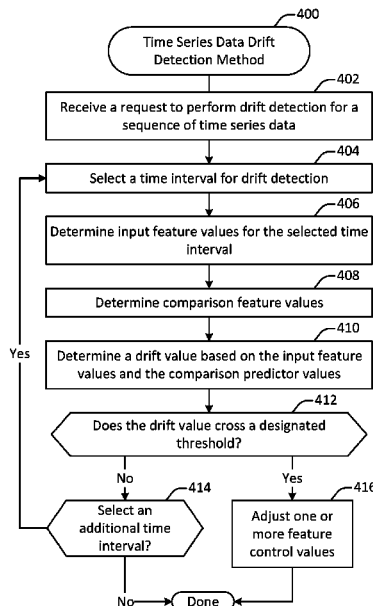 400
Time Series Data Drift
Detection Method
402
Receive a request to perform drift detection for a
sequence of time series data
404
Select a time interval for drift detection
406
Determine input feature values for the selected time
interval
408
Determine comparison feature values
410
Determine a drift value based on the input feature
values and the comparison predictor values
412
Does the drift value cross a designated
threshold?
Yes
No
Yes
414
Select an
additional time
interval?
416
Adjust one or
more feature
control values
No
Done